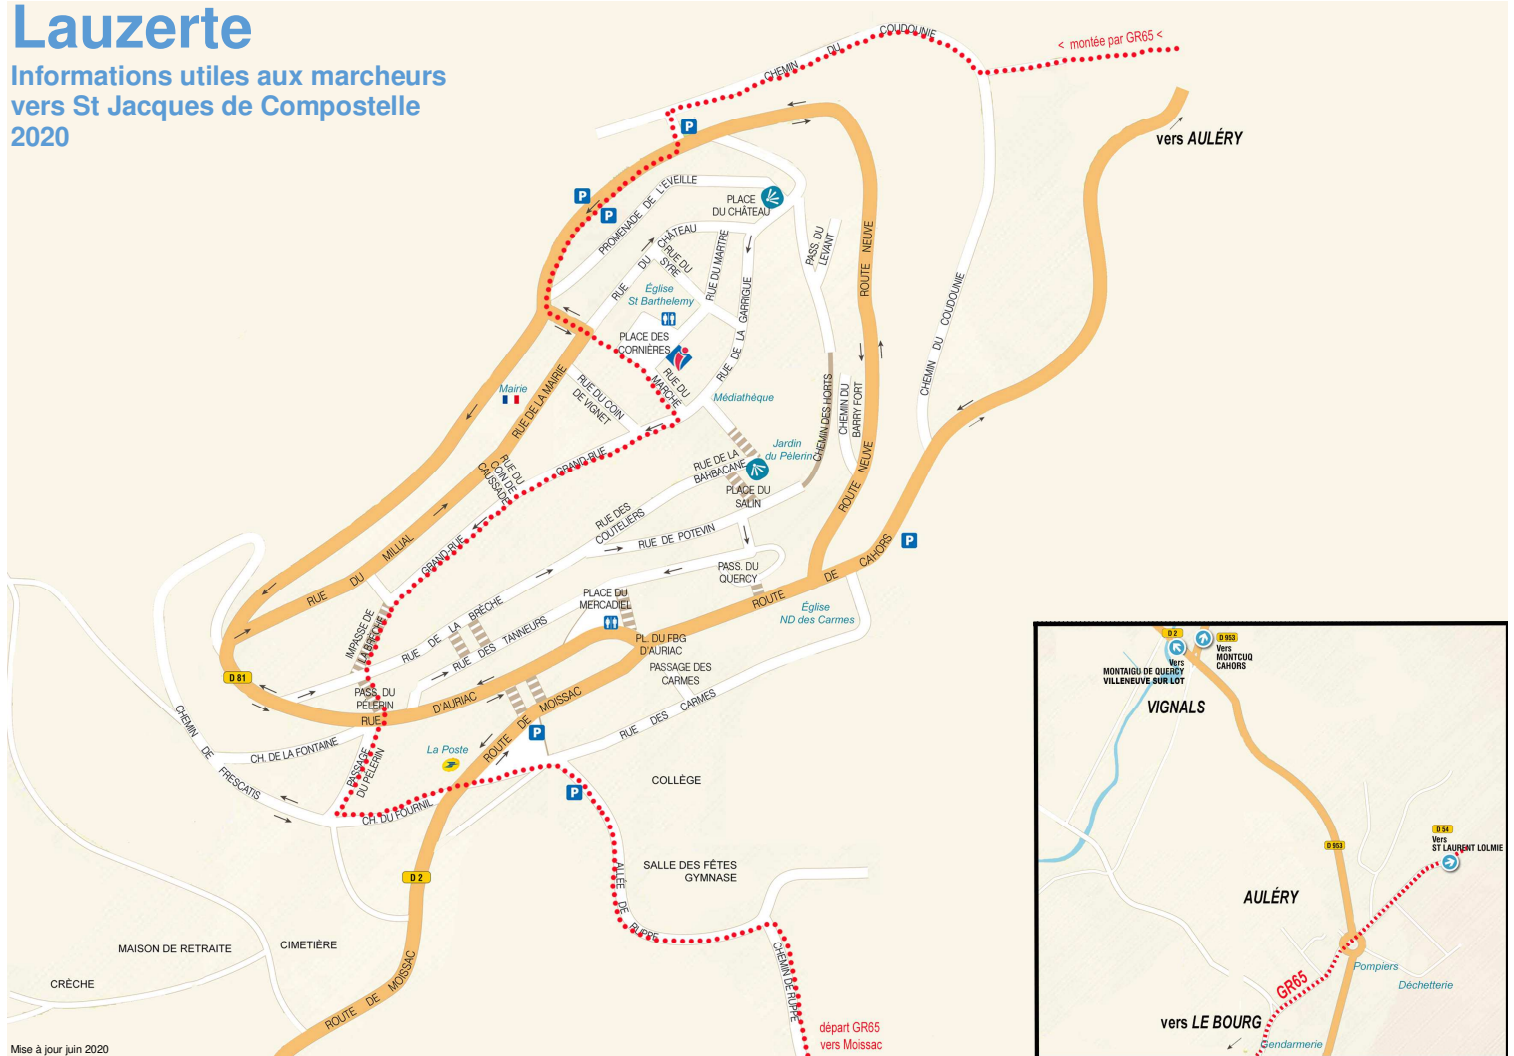 Lauzerte
Informations utiles aux marcheurs
vers St Jacques de Compostelle
2020
COUDOUNIE
DU
CHEMIN
< montée par GR65 <
vers AULÉRY
P
P
P
PROMENADE DE L'EVEILLE
PLACE
DU CHÂTEAU
RUE DU CHÂTEAU
RUE DU
SYRE
RUE DU MARTRE
PASS. DU
LEVANT
ROUTE NEUVE
Église
St Barthelemy
RUE DE LA GARRIGUE
CHEMIN DU COUDOUNIE
PLACE DES
CORNIÈRES
RUE DU
MARCHE
Mairie
RUE DE LA MAIRIE
RUE DU COIN
DE VIGNET
Médiathèque
CHEMIN DES HORTS
CHEMIN DU
BARRY FORT
Jardin
du Pèlerin
GRAND-RUE
RUE DU
COIN DE
CAUSSADE
RUE DE LA
BARBACANE
PLACE DU
SALIN
ROUTE NEUVE
RUE DES
COUTELIERS
RUE DE POTEVIN
GRAND-RUE
RUE DU MILLIAL
P
PASS. DU
QUERCY
ROUTE DE CAHORS
PLACE DU
MERCADIEL
Église
ND des Carmes
IMPASSE DE
LA BRÈCHE
RUE DE LA BRÈCHE
RUE DES TANNEURS
PL. DU FBG
D'AURIAC
PASSAGE DES
CARMES
D 81
PASS. DU
PÈLERIN
RUE D'AURIAC
ROUTE DE MOISSAC
RUE DES CARMES
P
CHEMIN DE FRESCATIS
CH. DE LA FONTAINE
PASSAGE
DU PELERIN
La Poste
COLLÈGE
P
CH. DU FOURNIL
SALLE DES FÊTES
GYMNASE
D 2
ALLÉE DE RUPPE
MAISON DE RETRAITE
CIMETIÈRE
CRÈCHE
ROUTE DE MOISSAC
CHEMIN DE RUPPE
départ GR65
vers Moissac
Mise à jour juin 2020
D 2
D 953
Vers
MONTCUQ
CAHORS
Vers
MONTAIGU DE QUERCY
VILLENEUVE SUR LOT
VIGNALS
D 54
Vers
ST LAURENT LOLMIE
D 953
AULÉRY
Pompiers
Déchetterie
GR65
vers LE BOURG
Gendarmerie